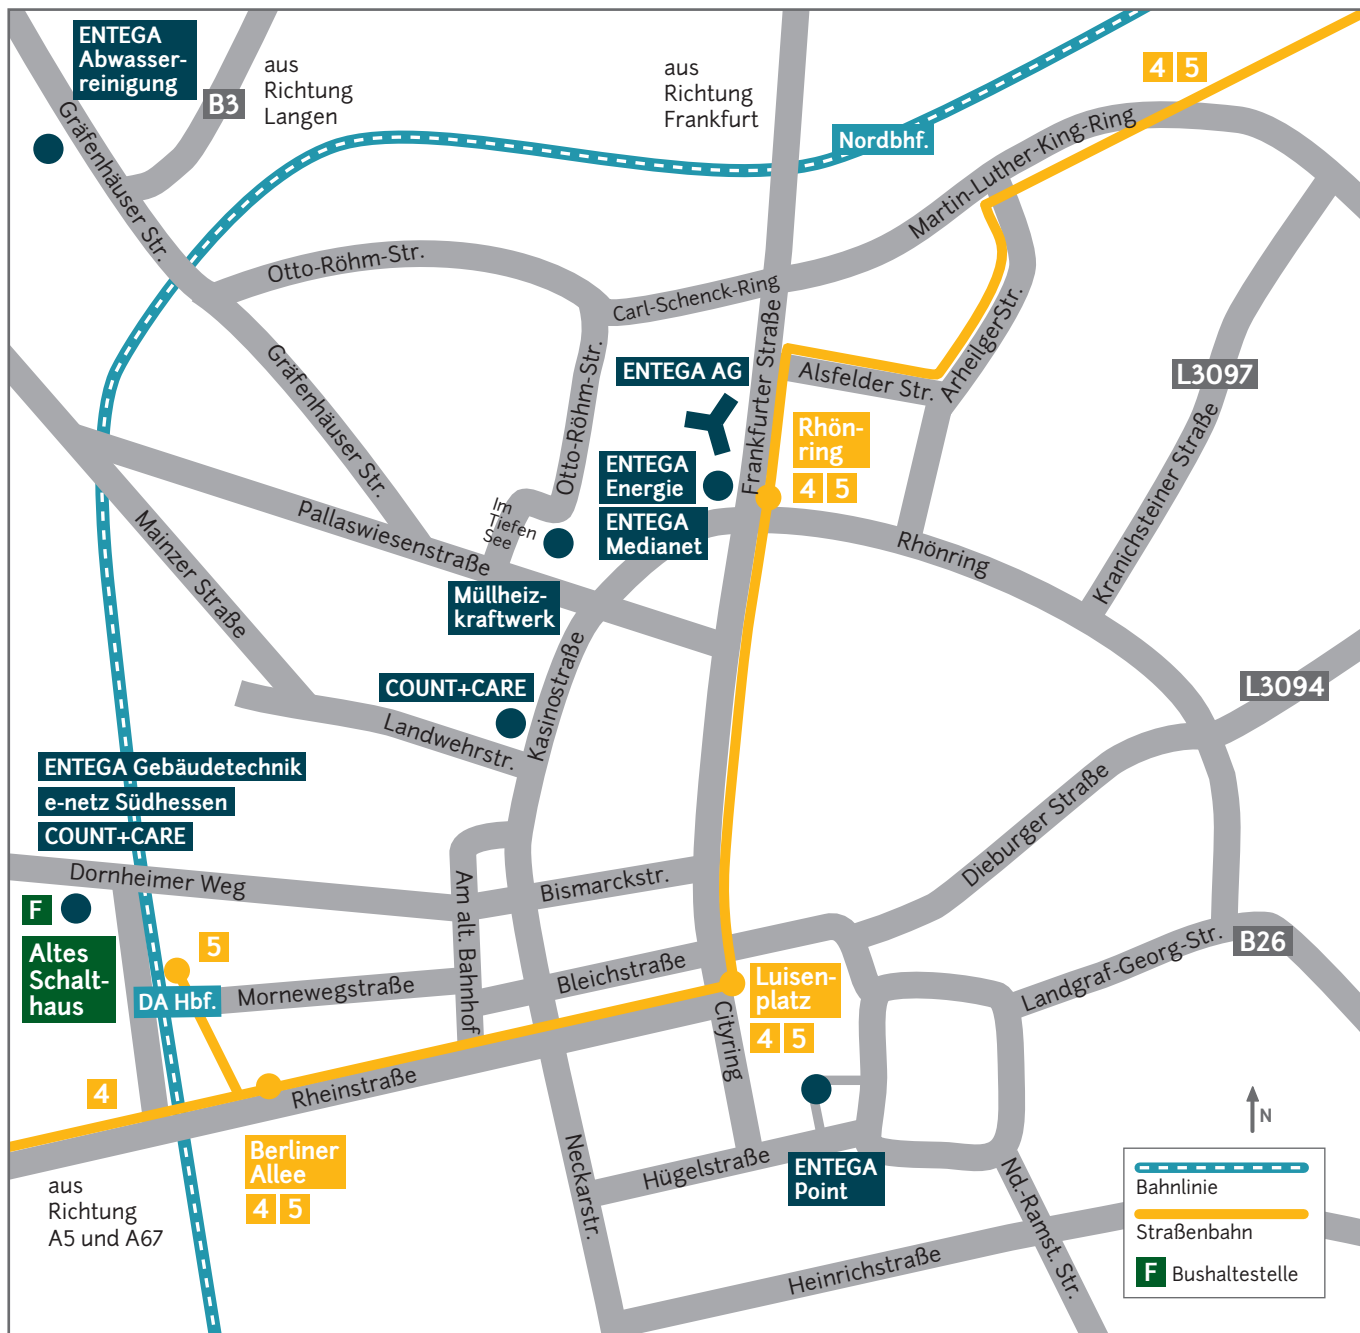 ENTEGA
Abwasser-
reinigung
B3
aus
Richtung
Langen
aus
Richtung
Frankfurt
4 5
Nordbhf.
Gräfenhäuser Str.
Martin-Luther-King-Ring
Otto-Röhm-Str.
Carl-Schenck-Ring
Frankfurter Straße
ArheilgerStr.
Alsfelder Str.
L3097
Gräfenhäuser Str.
Otto-Röhm-Str.
ENTEGA AG
Rhön-
ring
4 5
ENTEGA
Energie
ENTEGA
Medianet
Im
Tiefen
See
Pallaswiesenstraße
Mainzer Straße
Rhönring
Kranichsteiner Straße
Müllheiz-
kraftwerk
Kasinostraße
COUNT+CARE
Landwehrstr.
L3094
ENTEGA Gebäudetechnik
e-netz Südhessen
COUNT+CARE
Dornheimer Weg
Am alt. Bahnhof
Bismarckstr.
Dieburger Straße
F
Altes
Schalt-
haus
5
DA Hbf.
Mornewegstraße
Bleichstraße
Luisen-
platz
4 5
Landgraf-Georg-Str.
B26
Cityring
4
Rheinstraße
Berliner
Allee
4 5
aus
Richtung
A5 und A67
Neckarstr.
Hügelstraße
ENTEGA
Point
Nd.-Ramst. Str.
Heinrichstraße
N
Bahnlinie
Straßenbahn
F Bushaltestelle